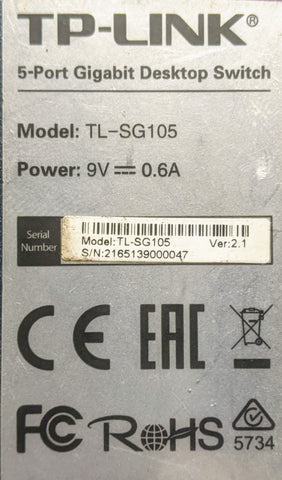 TP-LINK®
5-Port Gigabit Desktop Switch
Model: TL-SG105
Power: 9V ⎓ 0.6A
Serial Number
Model:TL-SG105 Ver:2.1
S/N:2165139000047
CE EAC
FC RoHS
5734